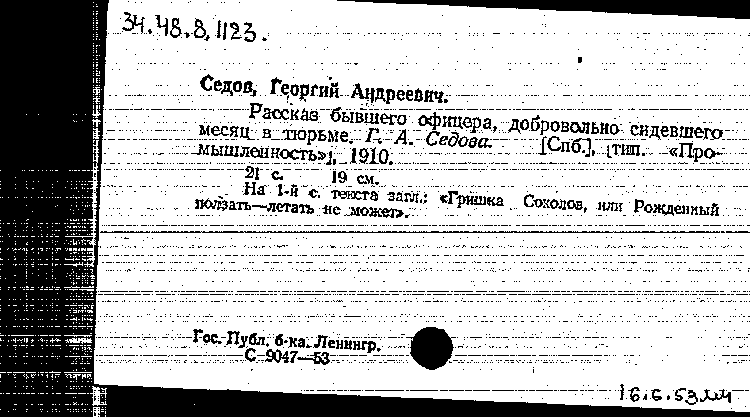 34.48.8.1123.
Седов, Георгий Андреевич.
Рассказ бывшего офицера, добровольно сидевшего
месяц в тюрьме. Г. А. Седова. [Спб.], [тип. «Про-
мышленность»], 1910.
21 с. 19 см.
На 1-й с. текста загл.: «Гришка Соколов, или Рожденный
ползать—летать не может».
Гос. Публ. б-ка. Ленингр.
С 9047—53
16.6.53